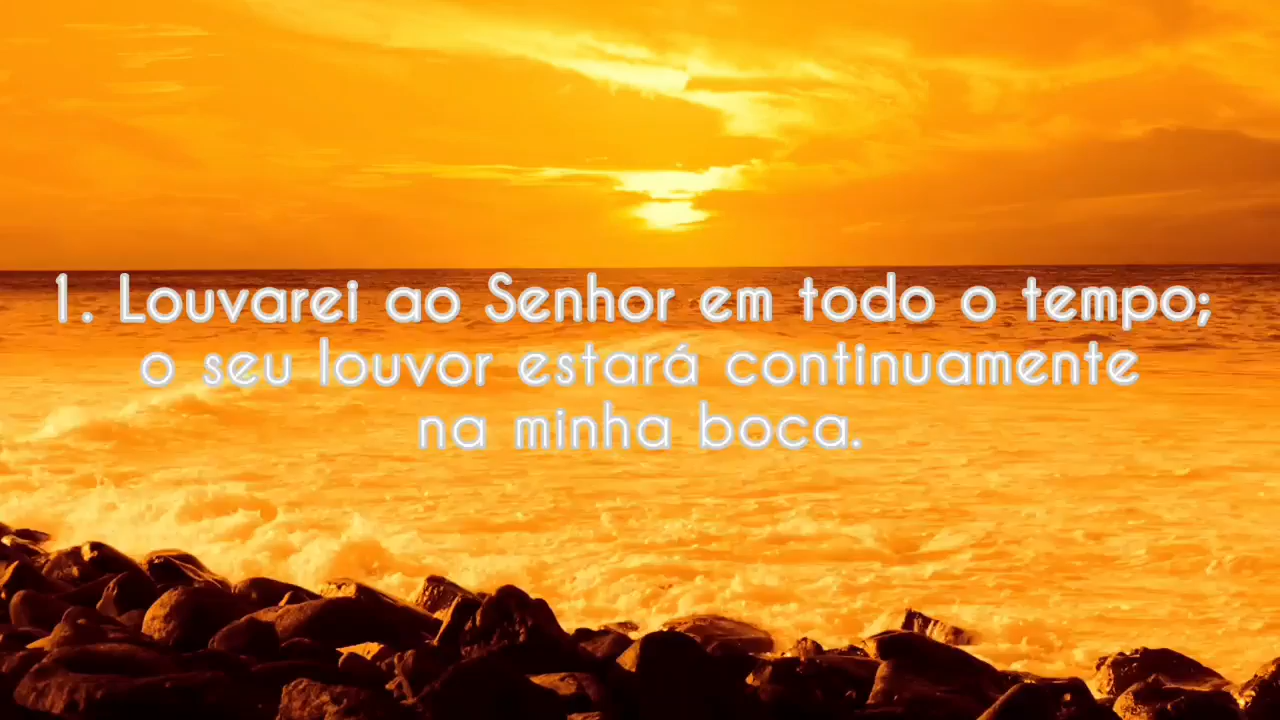 1. Louvarei ao Senhor em todo o tempo;
o seu louvor estará continuamente
na minha boca.